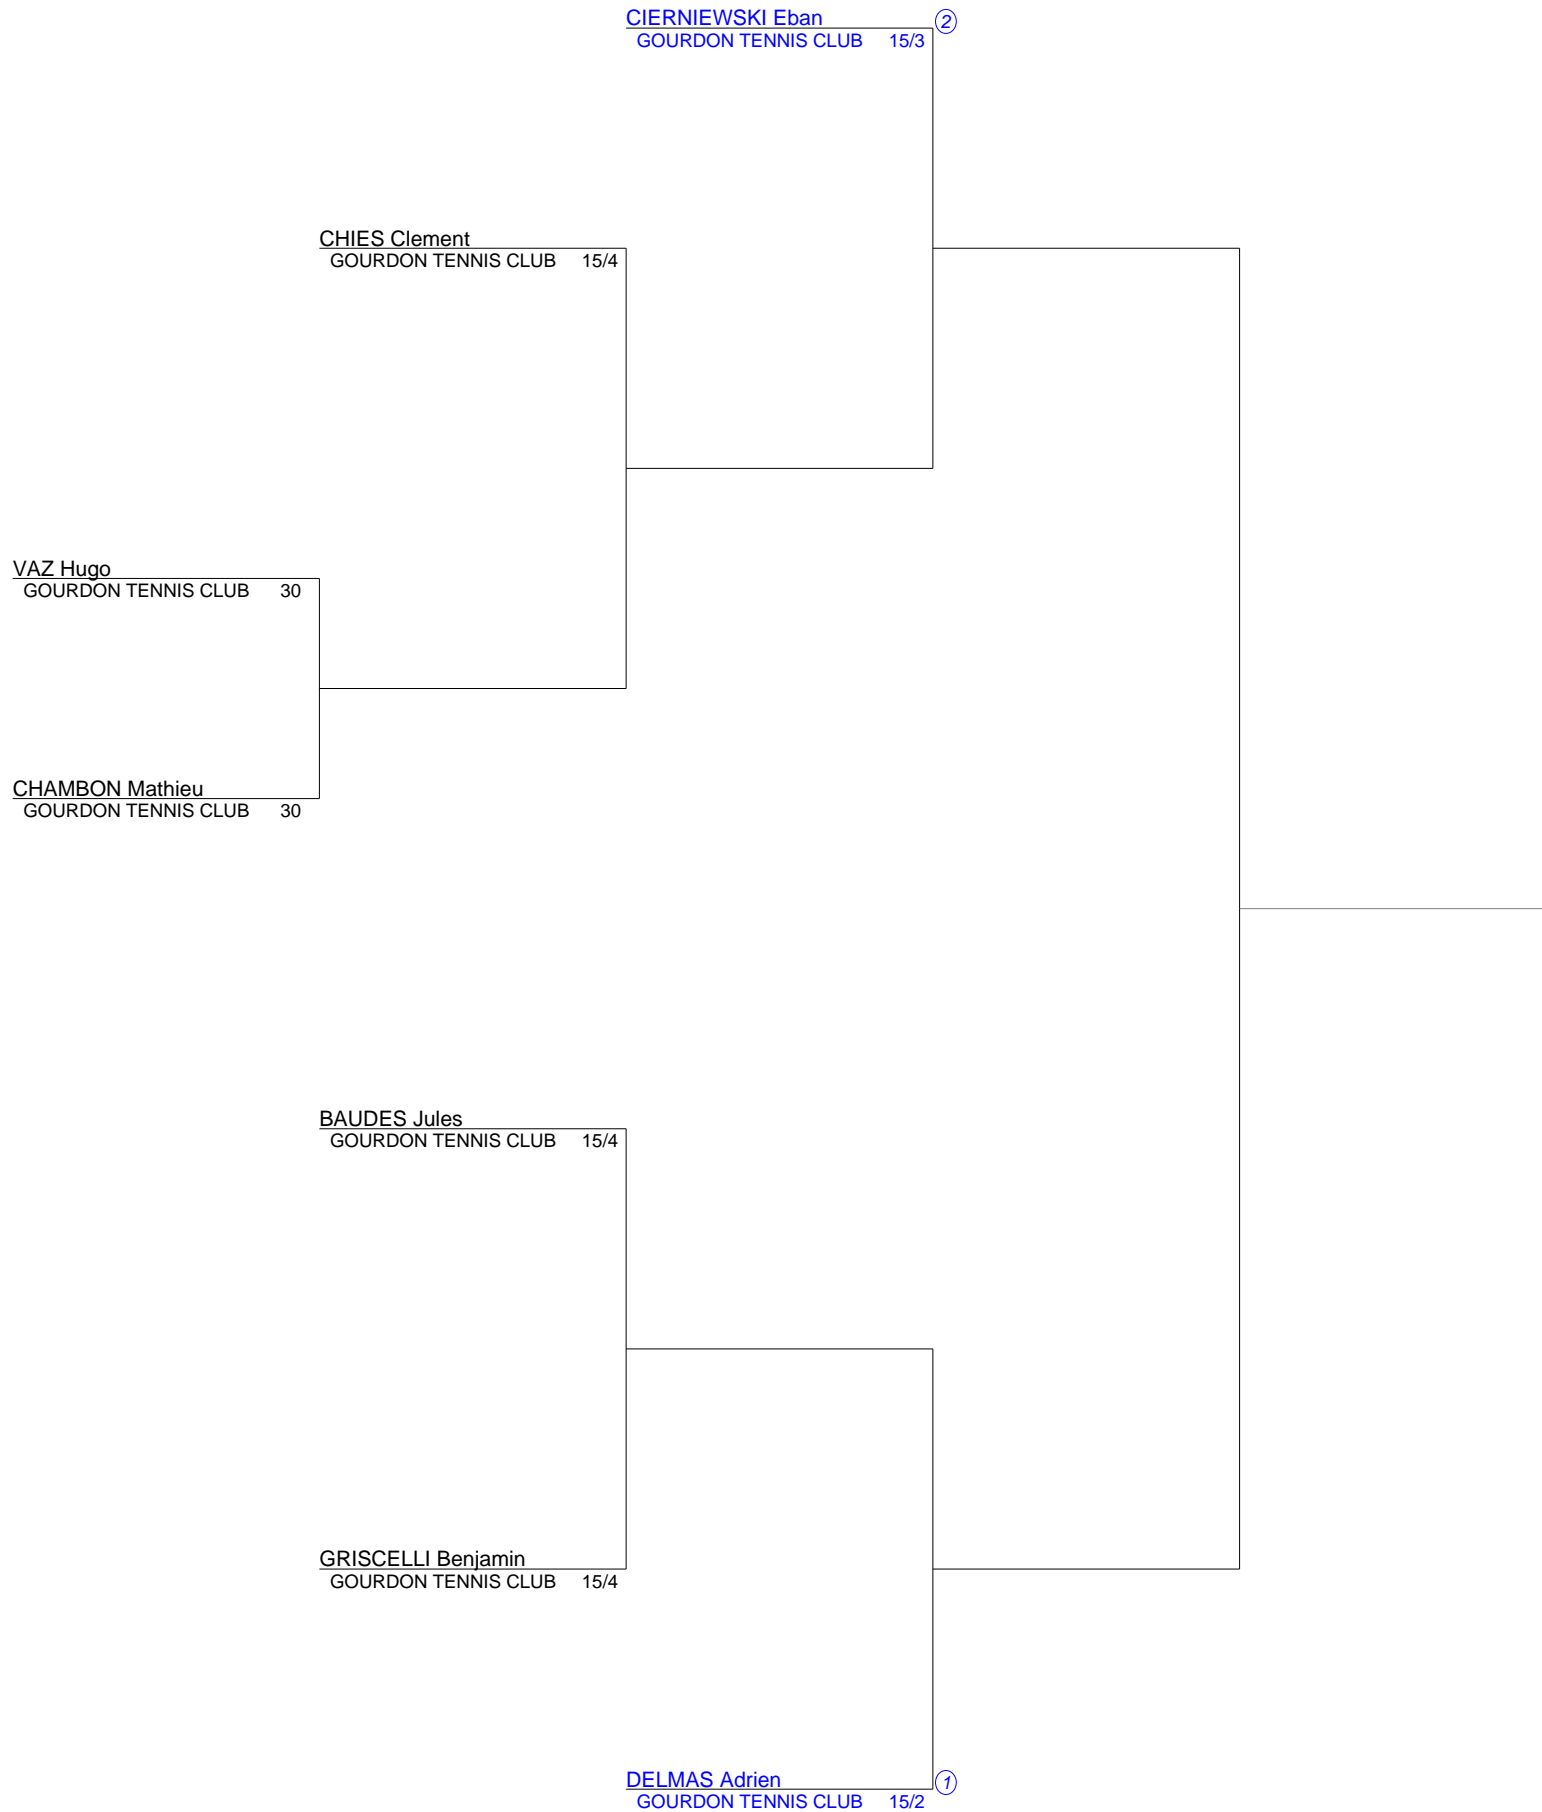 CIERNIEWSKI Eban 2
GOURDON TENNIS CLUB 15/3
CHIES Clement
GOURDON TENNIS CLUB 15/4
VAZ Hugo
GOURDON TENNIS CLUB 30
CHAMBON Mathieu
GOURDON TENNIS CLUB 30
BAUDES Jules
GOURDON TENNIS CLUB 15/4
GRISCELLI Benjamin
GOURDON TENNIS CLUB 15/4
DELMAS Adrien 1
GOURDON TENNIS CLUB 15/2